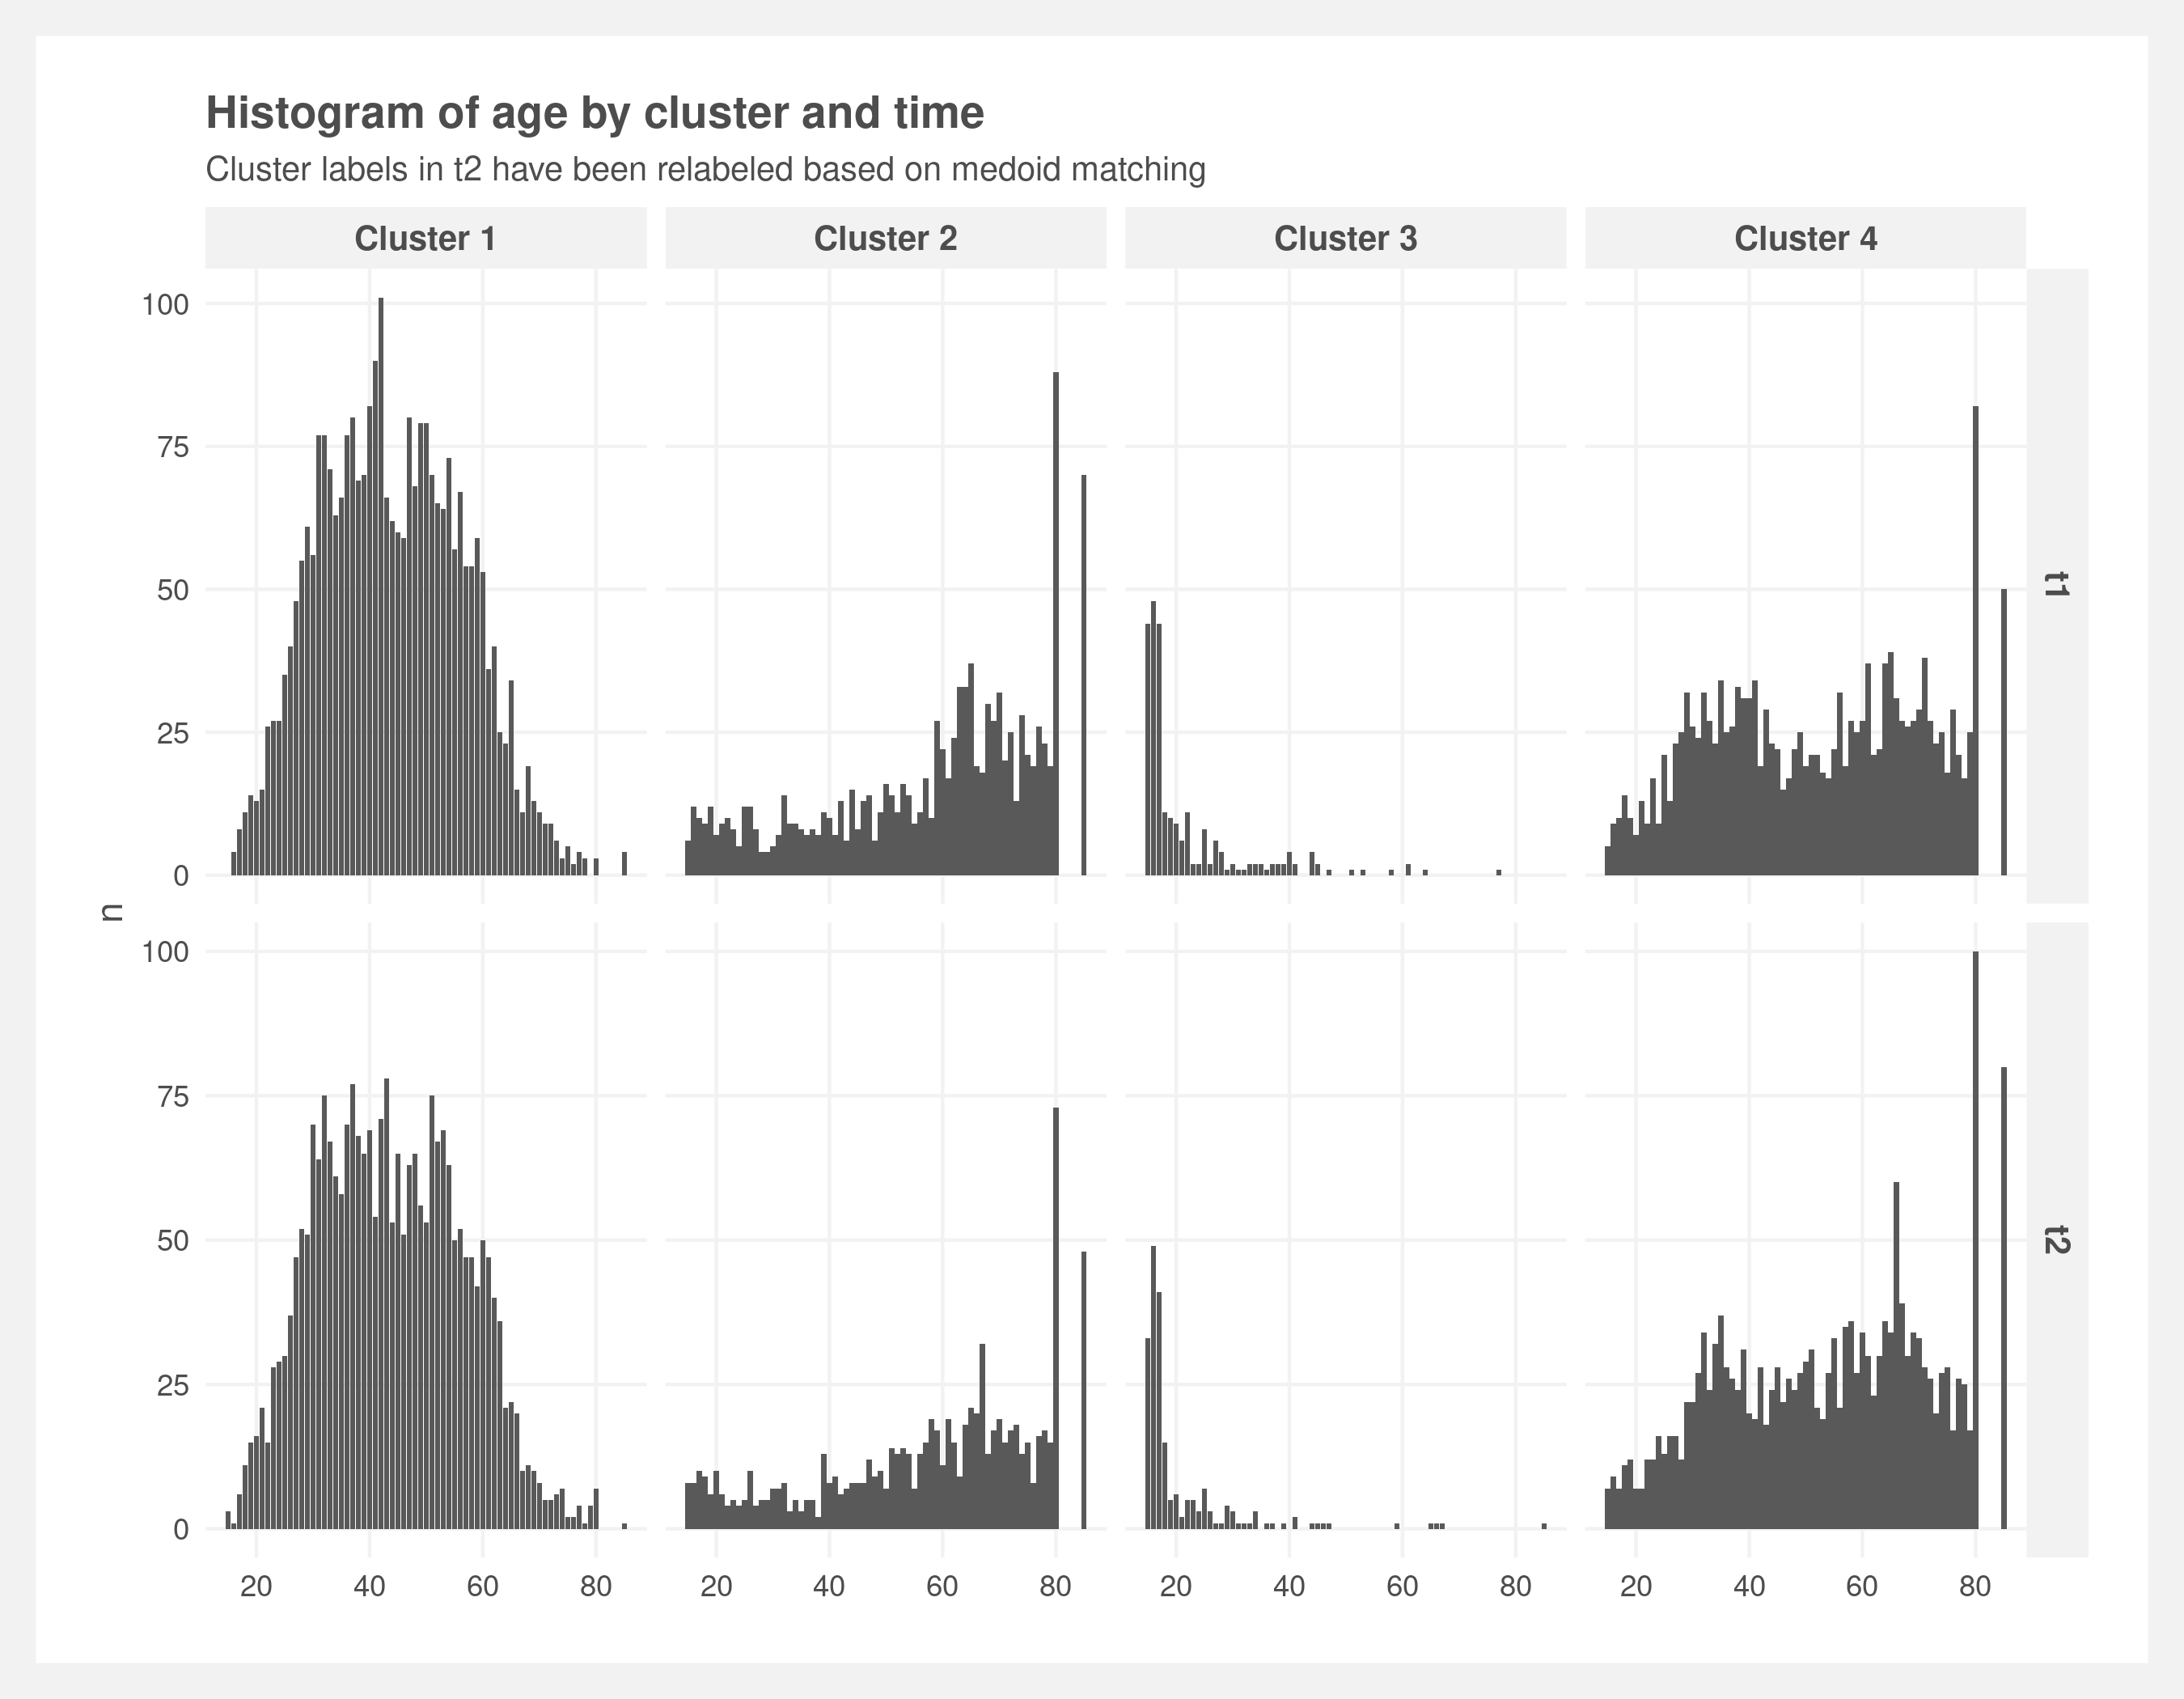 Histogram of age by cluster and time
Cluster labels in t2 have been relabeled based on medoid matching
Cluster 1 Cluster 2 Cluster 3 Cluster 4
100
75
50
25
0
t1
n
100
75
50
25
0
t2
20 40 60 80 20 40 60 80 20 40 60 80 20 40 60 80